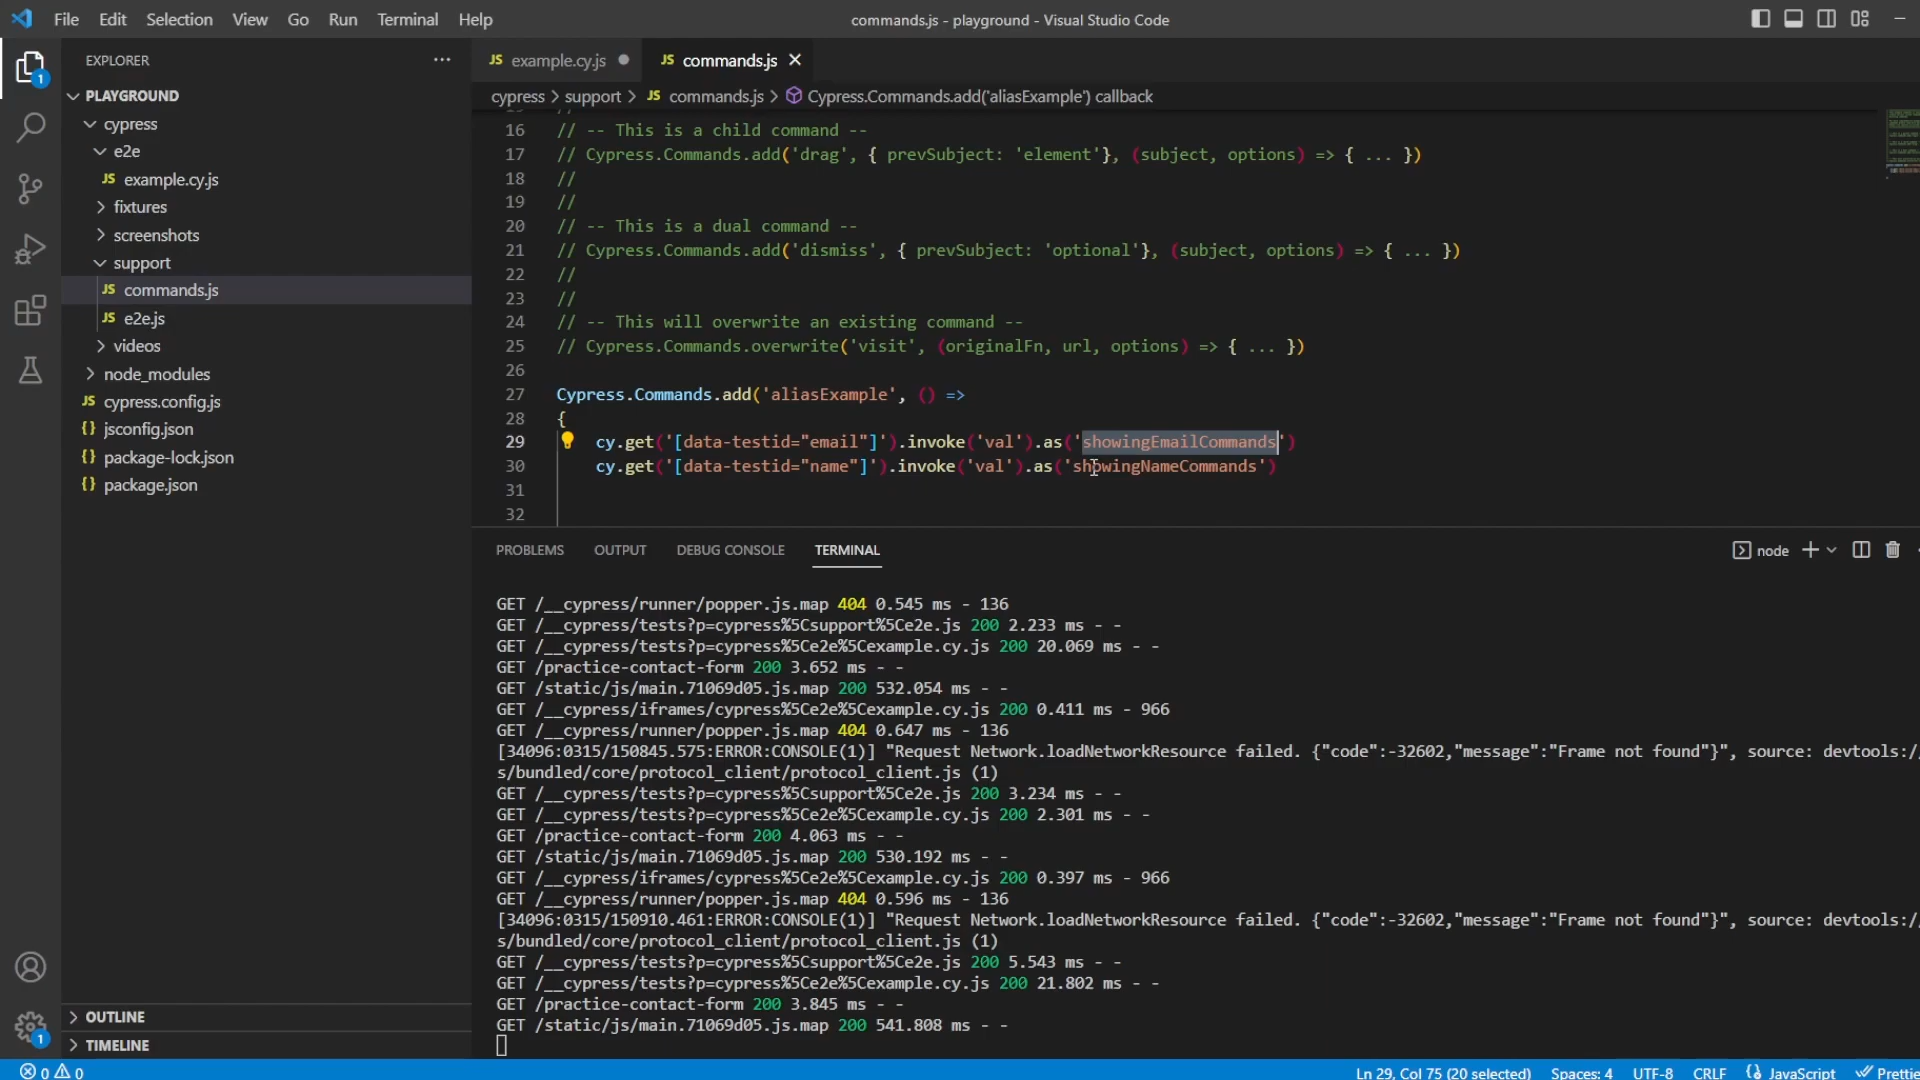 File Edit Selection View Go Run Terminal Help
commands.js - playground - Visual Studio Code
EXPLORER
PLAYGROUND
cypress
e2e
JS example.cy.js
fixtures
screenshots
support
JS commands.js
JS e2e.js
videos
node_modules
JS cypress.config.js
{} jsconfig.json
{} package-lock.json
{} package.json
OUTLINE
TIMELINE
1
1
JS example.cy.js
JS commands.js
cypress > support > JS commands.js > Cypress.Commands.add('aliasExample') callback
16 // -- This is a child command --
17 // Cypress.Commands.add('drag', { prevSubject: 'element'}, (subject, options) => { ... })
18 //
19 //
20 // -- This is a dual command --
21 // Cypress.Commands.add('dismiss', { prevSubject: 'optional'}, (subject, options) => { ... })
22 //
23 //
24 // -- This will overwrite an existing command --
25 // Cypress.Commands.overwrite('visit', (originalFn, url, options) => { ... })
26
27 Cypress.Commands.add('aliasExample', () =>
28 {
29 cy.get('[data-testid="email"]').invoke('val').as('showingEmailCommands')
30 cy.get('[data-testid="name"]').invoke('val').as('showingNameCommands')
31
32
PROBLEMS OUTPUT DEBUG CONSOLE TERMINAL
node
GET /__cypress/runner/popper.js.map 404 0.545 ms - 136
GET /__cypress/tests?p=cypress%5Csupport%5Ce2e.js 200 2.233 ms - -
GET /__cypress/tests?p=cypress%5Ce2e%5Cexample.cy.js 200 20.069 ms - -
GET /practice-contact-form 200 3.652 ms - -
GET /static/js/main.71069d05.js.map 200 532.054 ms - -
GET /__cypress/iframes/cypress%5Ce2e%5Cexample.cy.js 200 0.411 ms - 966
GET /__cypress/runner/popper.js.map 404 0.647 ms - 136
[34096:0315/150845.575:ERROR:CONSOLE(1)] "Request Network.loadNetworkResource failed. {"code":-32602,"message":"Frame not found"}", source: devtools:/
s/bundled/core/protocol_client/protocol_client.js (1)
GET /__cypress/tests?p=cypress%5Csupport%5Ce2e.js 200 3.234 ms - -
GET /__cypress/tests?p=cypress%5Ce2e%5Cexample.cy.js 200 2.301 ms - -
GET /practice-contact-form 200 4.063 ms - -
GET /static/js/main.71069d05.js.map 200 530.192 ms - -
GET /__cypress/iframes/cypress%5Ce2e%5Cexample.cy.js 200 0.397 ms - 966
GET /__cypress/runner/popper.js.map 404 0.596 ms - 136
[34096:0315/150910.461:ERROR:CONSOLE(1)] "Request Network.loadNetworkResource failed. {"code":-32602,"message":"Frame not found"}", source: devtools:/
s/bundled/core/protocol_client/protocol_client.js (1)
GET /__cypress/tests?p=cypress%5Csupport%5Ce2e.js 200 5.543 ms - -
GET /__cypress/tests?p=cypress%5Ce2e%5Cexample.cy.js 200 21.802 ms - -
GET /practice-contact-form 200 3.845 ms - -
GET /static/js/main.71069d05.js.map 200 541.808 ms - -
0 0
Ln 29, Col 75 (20 selected) Spaces: 4 UTF-8 CRLF {} JavaScript Prettie